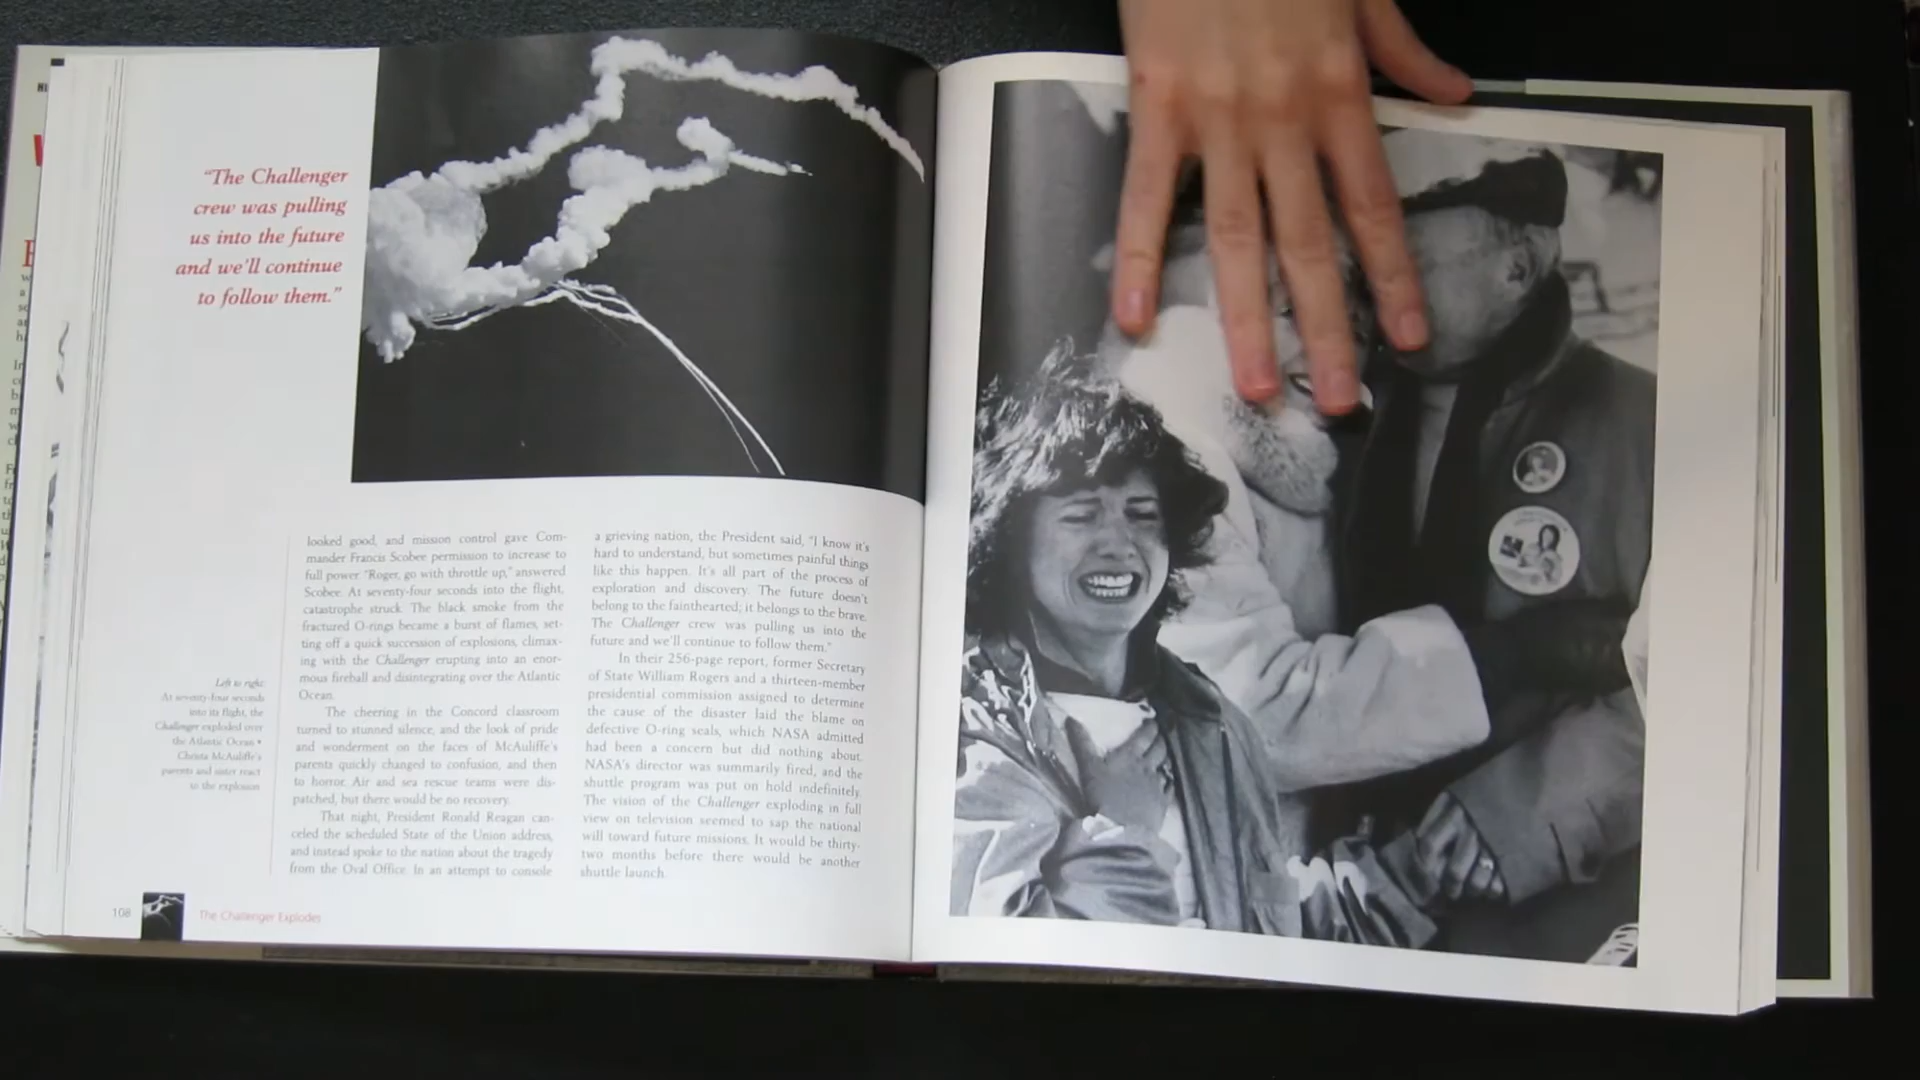 "The Challenger
crew was pulling
us into the future
and we'll continue
to follow them."
Left to right:
At seventy-four seconds
into its flight, the
Challenger exploded over
the Atlantic Ocean •
Christa McAuliffe's
parents and sister react
to the explosion
looked good, and mission control gave Com-
mander Francis Scobee permission to increase to
full power. "Roger, go with throttle up," answered
Scobee. At seventy-four seconds into the flight,
catastrophe struck. The black smoke from the
fractured O-rings became a burst of flames, set-
ting off a quick succession of explosions, climax-
ing with the Challenger erupting into an enor-
mous fireball and disintegrating over the Atlantic
Ocean.
The cheering in the Concord classroom
turned to stunned silence, and the look of pride
and wonderment on the faces of McAuliffe's
parents quickly changed to confusion, and then
to horror. Air and sea rescue teams were dis-
patched, but there would be no recovery.
That night, President Ronald Reagan can-
celed the scheduled State of the Union address,
and instead spoke to the nation about the tragedy
from the Oval Office. In an attempt to console
a grieving nation, the President said, "I know it's
hard to understand, but sometimes painful things
like this happen. It's all part of the process of
exploration and discovery. The future doesn't
belong to the fainthearted; it belongs to the brave.
The Challenger crew was pulling us into the
future and we'll continue to follow them."
In their 256-page report, former Secretary
of State William Rogers and a thirteen-member
presidential commission assigned to determine
the cause of the disaster laid the blame on
defective O-ring seals, which NASA admitted
had been a concern but did nothing about.
NASA's director was summarily fired, and the
shuttle program was put on hold indefinitely.
The vision of the Challenger exploding in full
view on television seemed to sap the national
will toward future missions. It would be thirty-
two months before there would be another
shuttle launch.
108
The Challenger Explodes